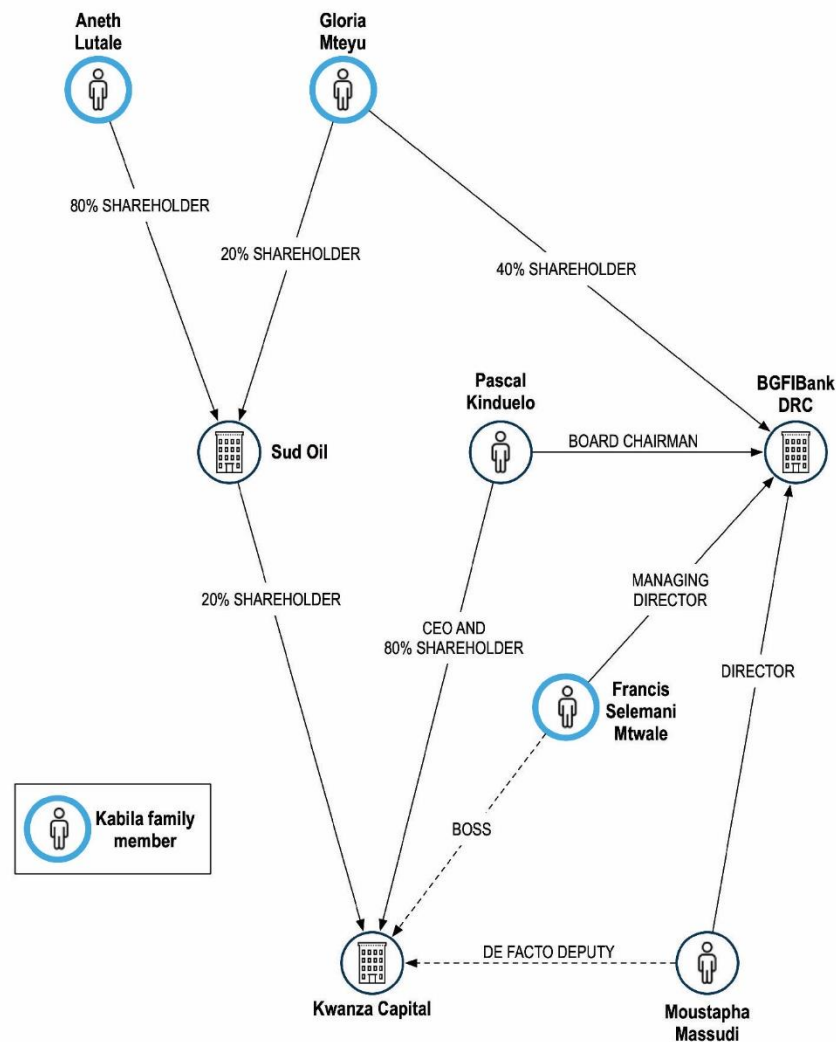 Aneth
Lutale
Gloria
Mteyu
80% SHAREHOLDER
20% SHAREHOLDER
40% SHAREHOLDER
Sud Oil
Pascal
Kinduelo
BOARD CHAIRMAN
BGFIBank
DRC
20% SHAREHOLDER
CEO AND
80% SHAREHOLDER
MANAGING
DIRECTOR
DIRECTOR
Francis
Selemani
Mtwale
Kabila family
member
BOSS
DE FACTO DEPUTY
Kwanza Capital
Moustapha
Massudi